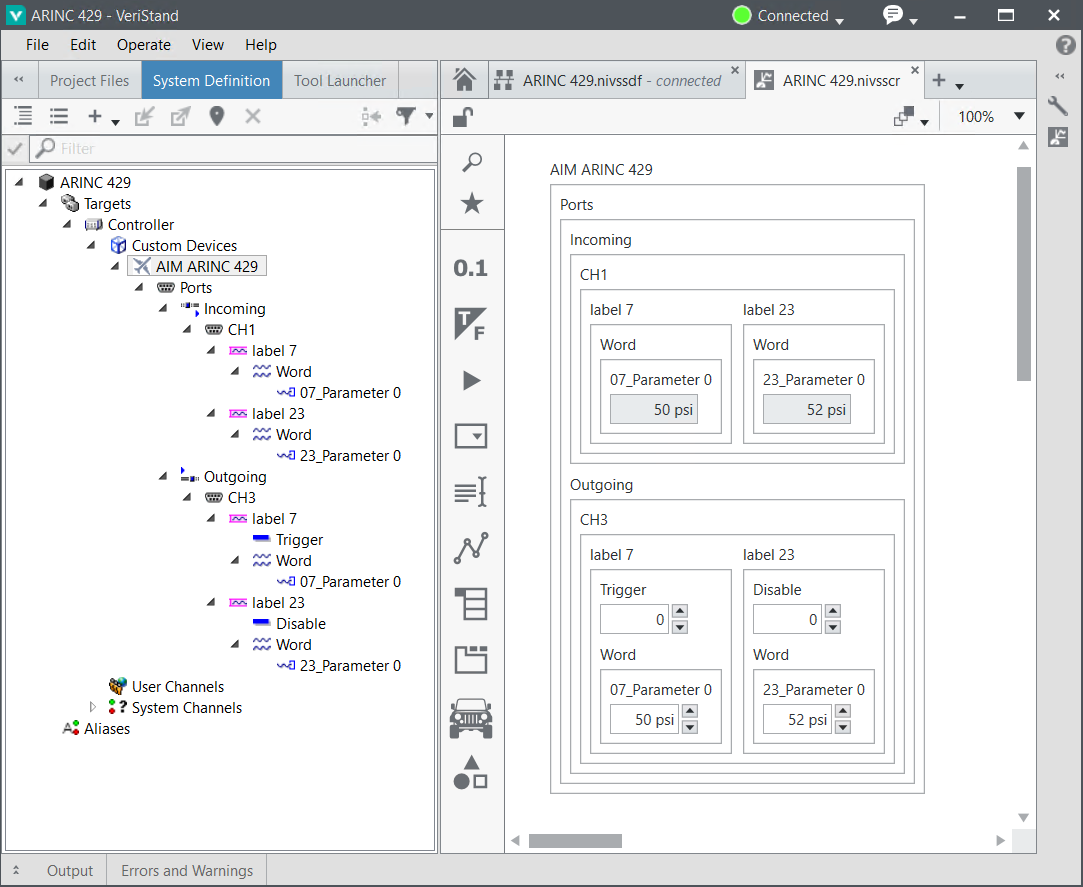 ARINC 429 - VeriStand
Connected
File Edit Operate View Help
Project Files System Definition Tool Launcher
ARINC 429.nivssdf - connected
ARINC 429.nivsscr
100%
Filter
ARINC 429
Targets
Controller
Custom Devices
AIM ARINC 429
Ports
Incoming
CH1
label 7
Word
07_Parameter 0
label 23
Word
23_Parameter 0
Outgoing
CH3
label 7
Trigger
Word
07_Parameter 0
label 23
Disable
Word
23_Parameter 0
User Channels
System Channels
Aliases
0.1
T
F
AIM ARINC 429
Ports
Incoming
CH1
label 7 label 23
Word Word
07_Parameter 0 23_Parameter 0
50 psi 52 psi
Outgoing
CH3
label 7 label 23
Trigger Disable
0 0
Word Word
07_Parameter 0 23_Parameter 0
50 psi 52 psi
Output Errors and Warnings